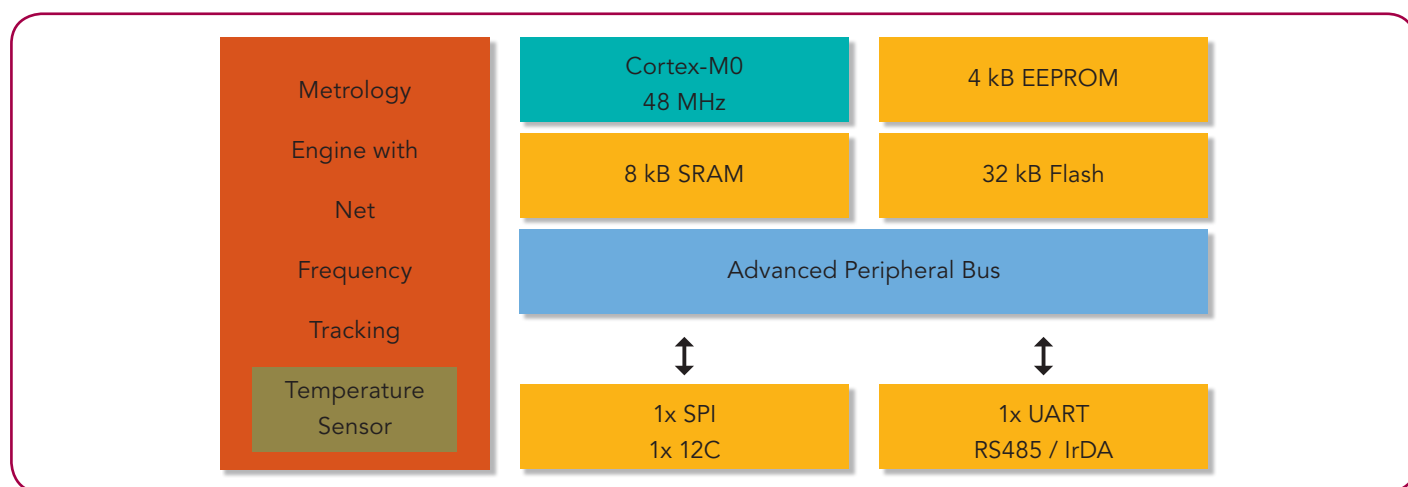 Metrology
Engine with
Net
Frequency
Tracking
Temperature
Sensor
Cortex-M0
48 MHz
4 kB EEPROM
8 kB SRAM
32 kB Flash
Advanced Peripheral Bus
1x SPI
1x 12C
1x UART
RS485 / IrDA